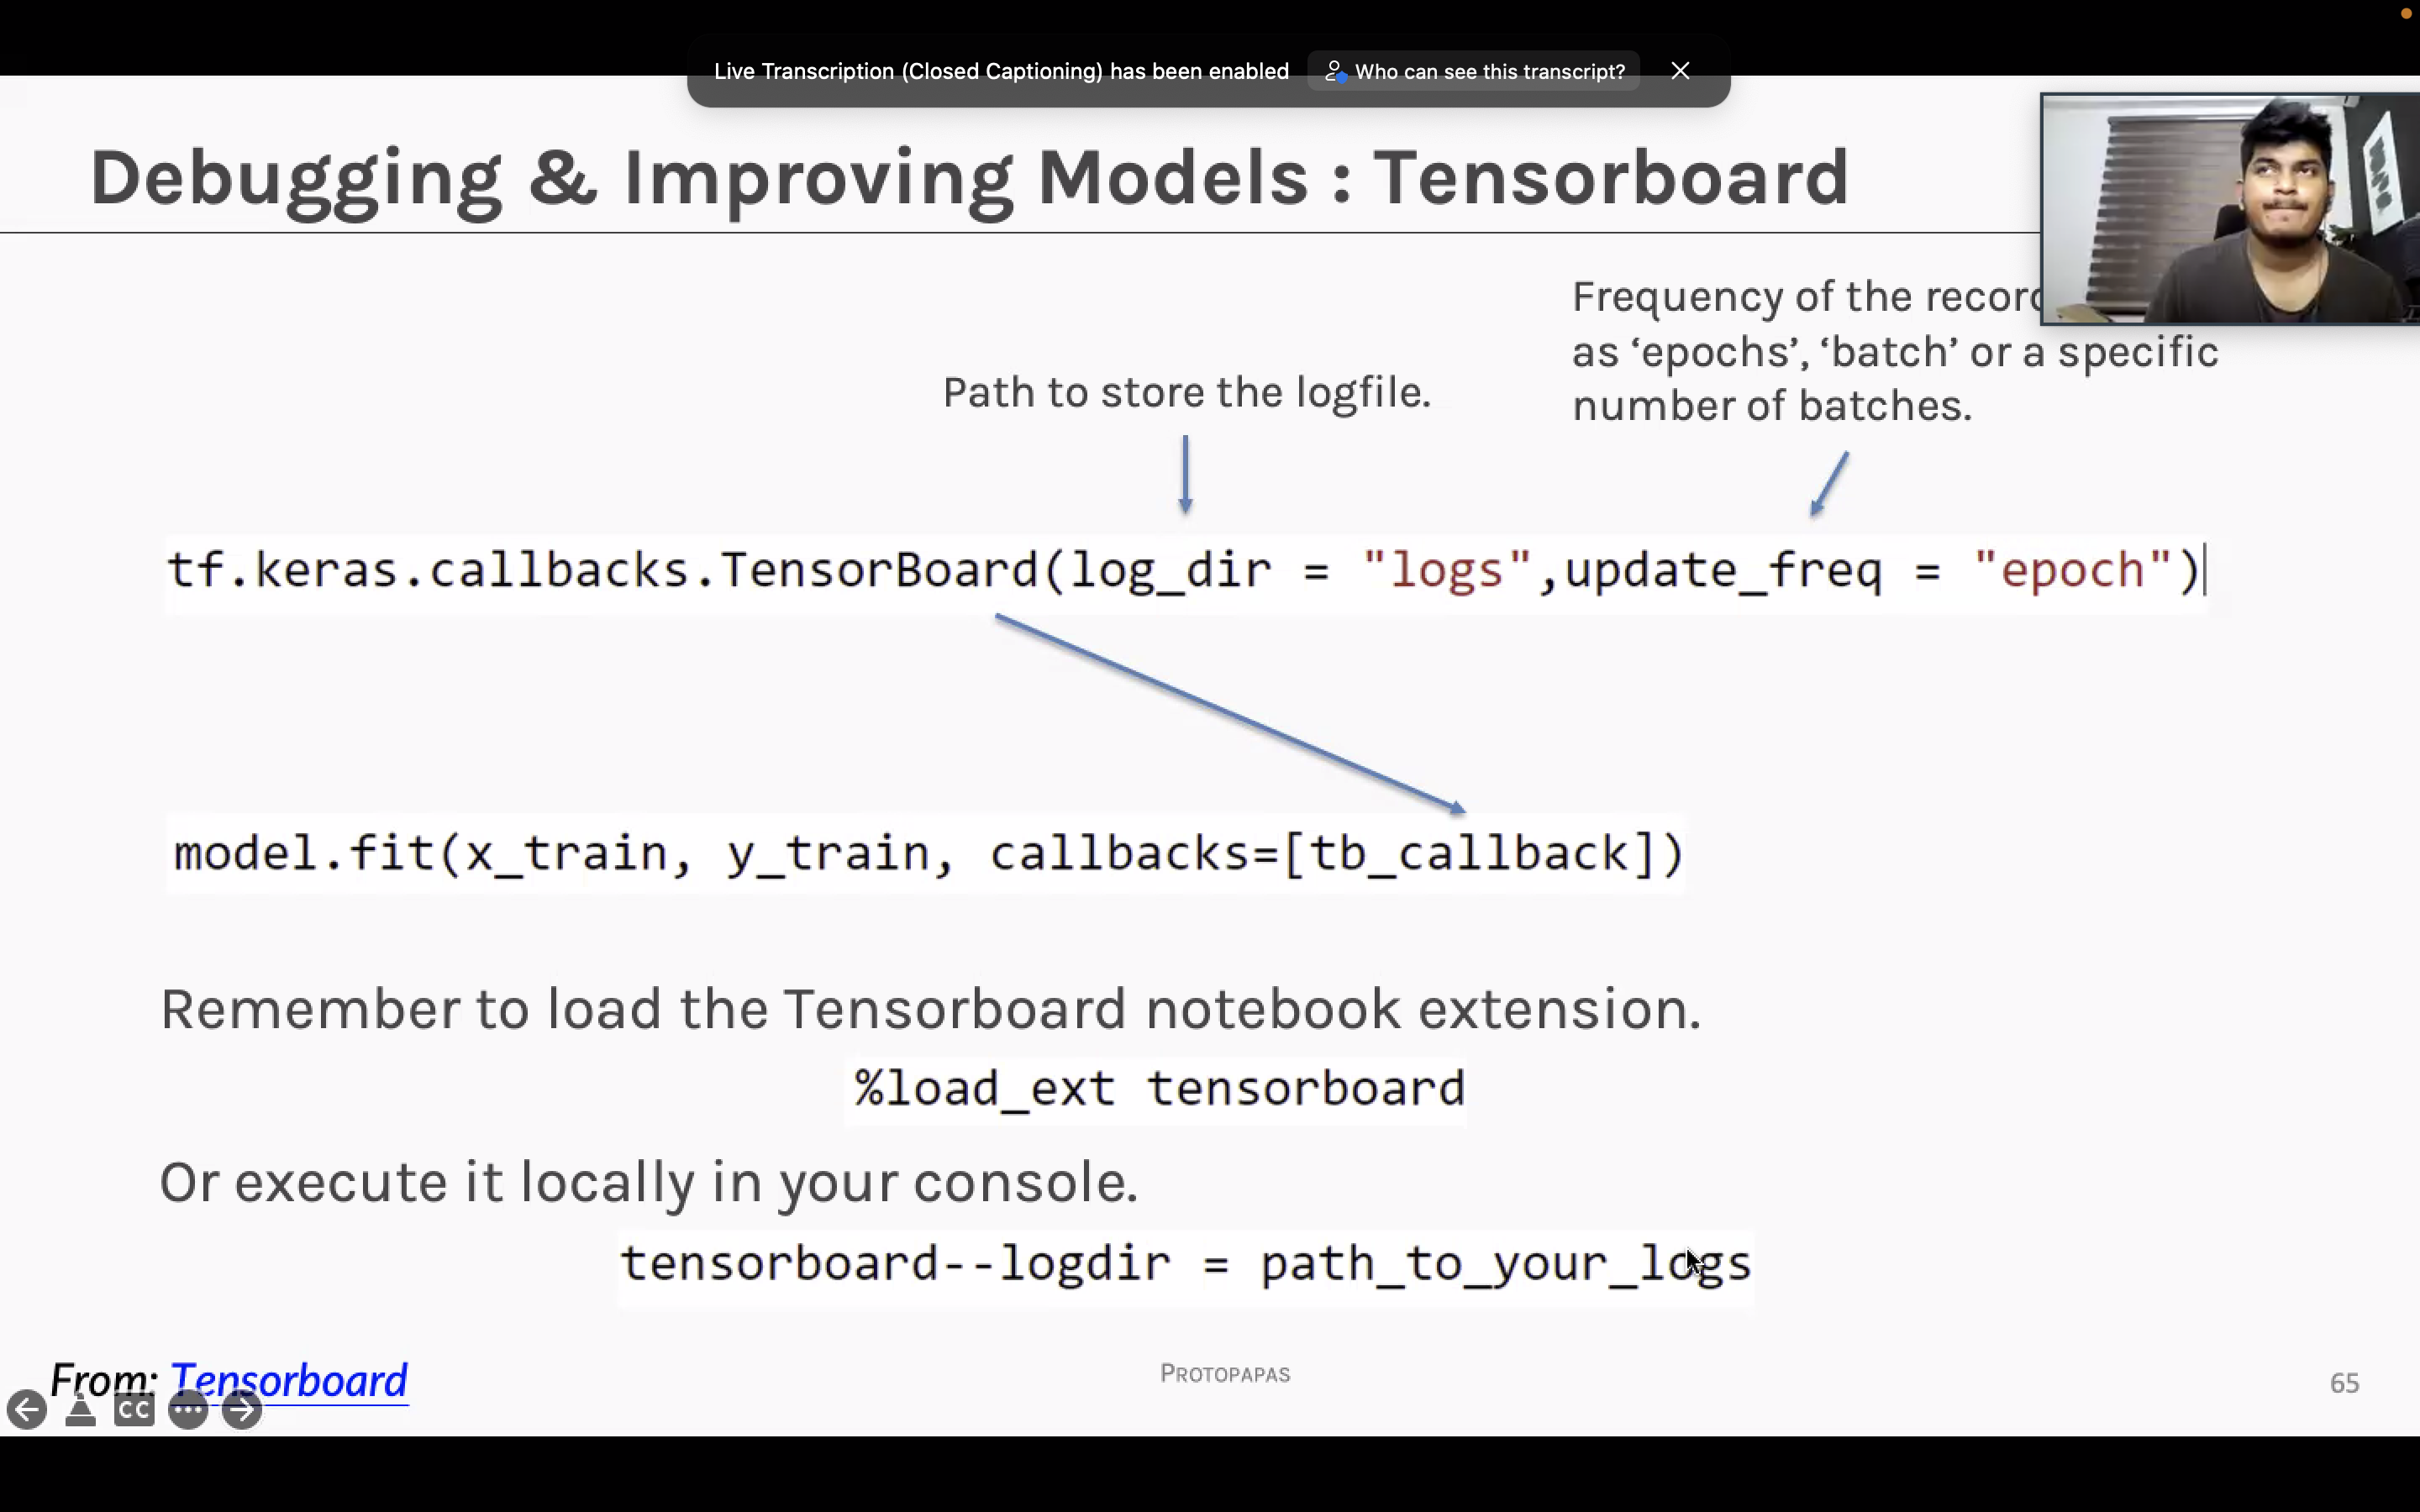 Live Transcription (Closed Captioning) has been enabled
Who can see this transcript?
Debugging & Improving Models : Tensorboard
Path to store the logfile.
Frequency of the
as ‘epochs’, ‘batch’ or a specific
number of batches.
tf.keras.callbacks.TensorBoard(log_dir = "logs",update_freq = "epoch")
model.fit(x_train, y_train, callbacks=[tb_callback])
Remember to load the Tensorboard notebook extension.
%load_ext tensorboard
Or execute it locally in your console.
tensorboard--logdir = path_to_your_logs
From: Tensorboard
PROTOPAPAS
65
CC